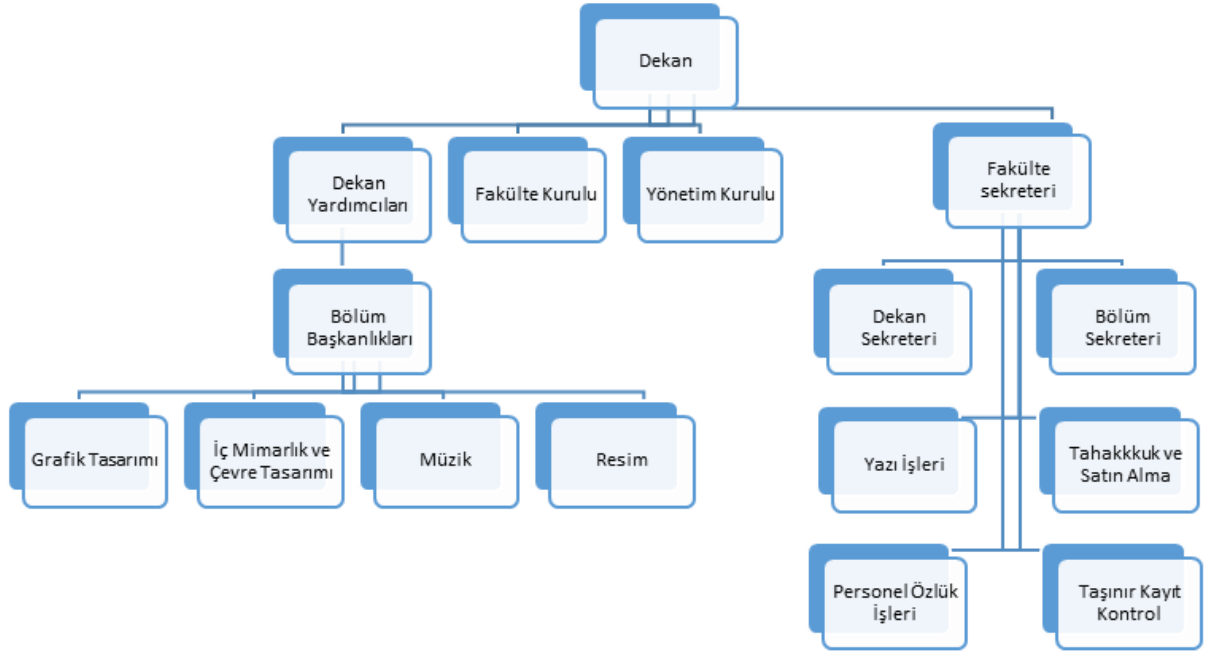 Dekan
Dekan
Yardımcıları
Fakülte Kurulu
Yönetim Kurulu
Fakülte
sekreteri
Bölüm
Başkanlıkları
Dekan
Sekreteri
Bölüm
Sekreteri
Grafik Tasarımı
İç Mimarlık ve
Çevre Tasarımı
Müzik
Resim
Yazı İşleri
Tahakkkuk ve
Satın Alma
Personel Özlük
İşleri
Taşınır Kayıt
Kontrol